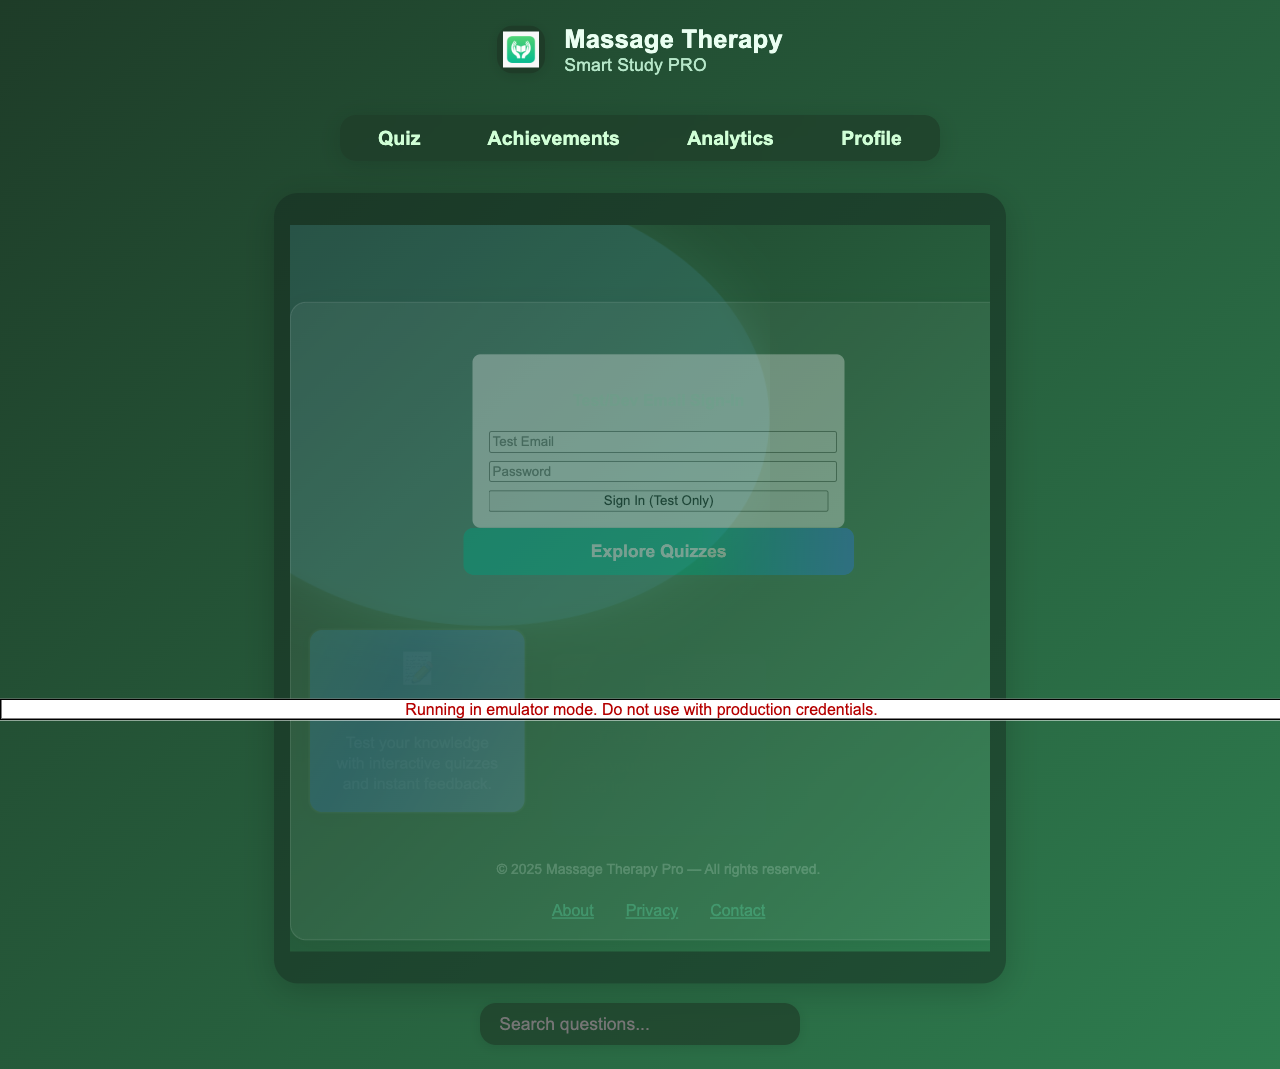 Massage Therapy
Smart Study PRO
Quiz Achievements Analytics Profile
Test Email
Password
Sign In (Test Only)
Explore Quizzes
Running in emulator mode. Do not use with production credentials.
Test your knowledge
with interactive quizzes
and instant feedback.
© 2025 Massage Therapy Pro — All rights reserved.
About Privacy Contact
Search questions...